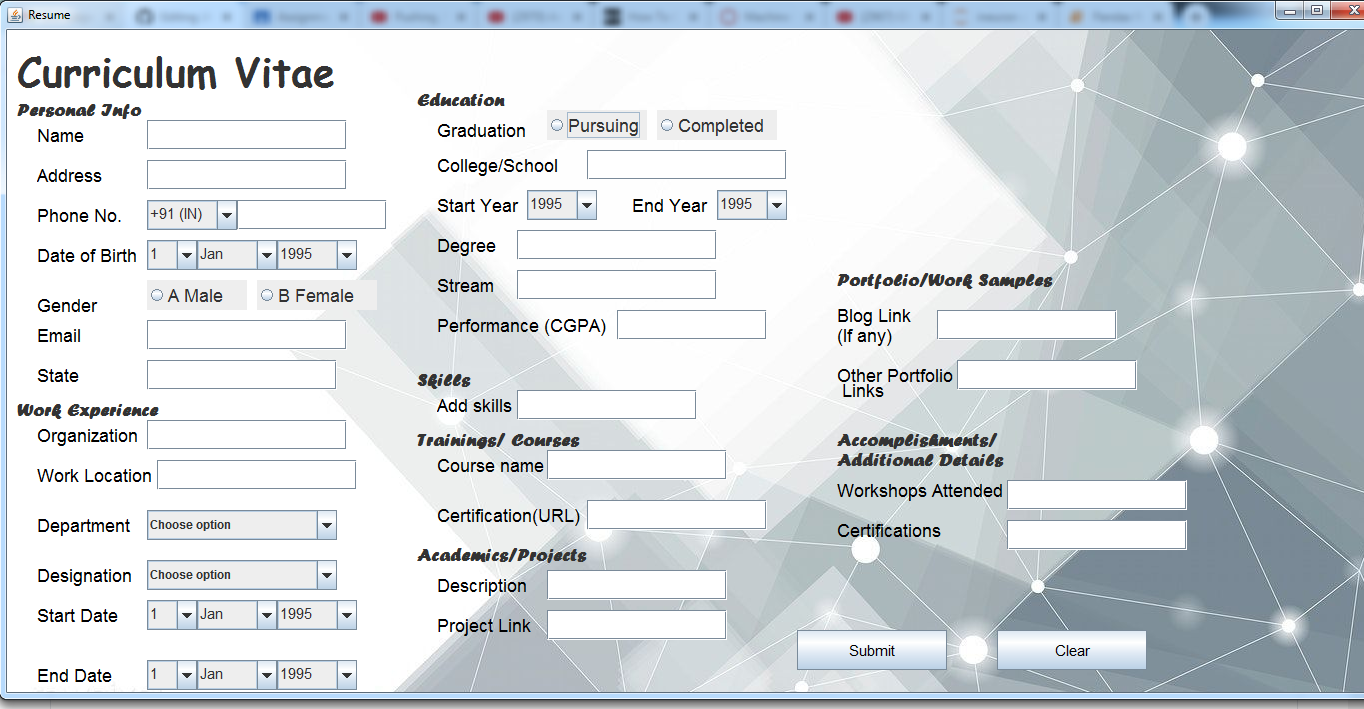 Resume
Curriculum Vitae
Personal Info
Name
Address
Phone No. +91 (IN)
Date of Birth 1 Jan 1995
Gender A Male B Female
Email
State
Work Experience
Organization
Work Location
Department Choose option
Designation Choose option
Start Date 1 Jan 1995
End Date 1 Jan 1995
Education
Graduation Pursuing Completed
College/School
Start Year 1995 End Year 1995
Degree
Stream
Performance (CGPA)
Skills
Add skills
Trainings/ Courses
Course name
Certification(URL)
Academics/Projects
Description
Project Link
Portfolio/Work Samples
Blog Link
(If any)
Other Portfolio
Links
Accomplishments/
Additional Details
Workshops Attended
Certifications
Submit Clear